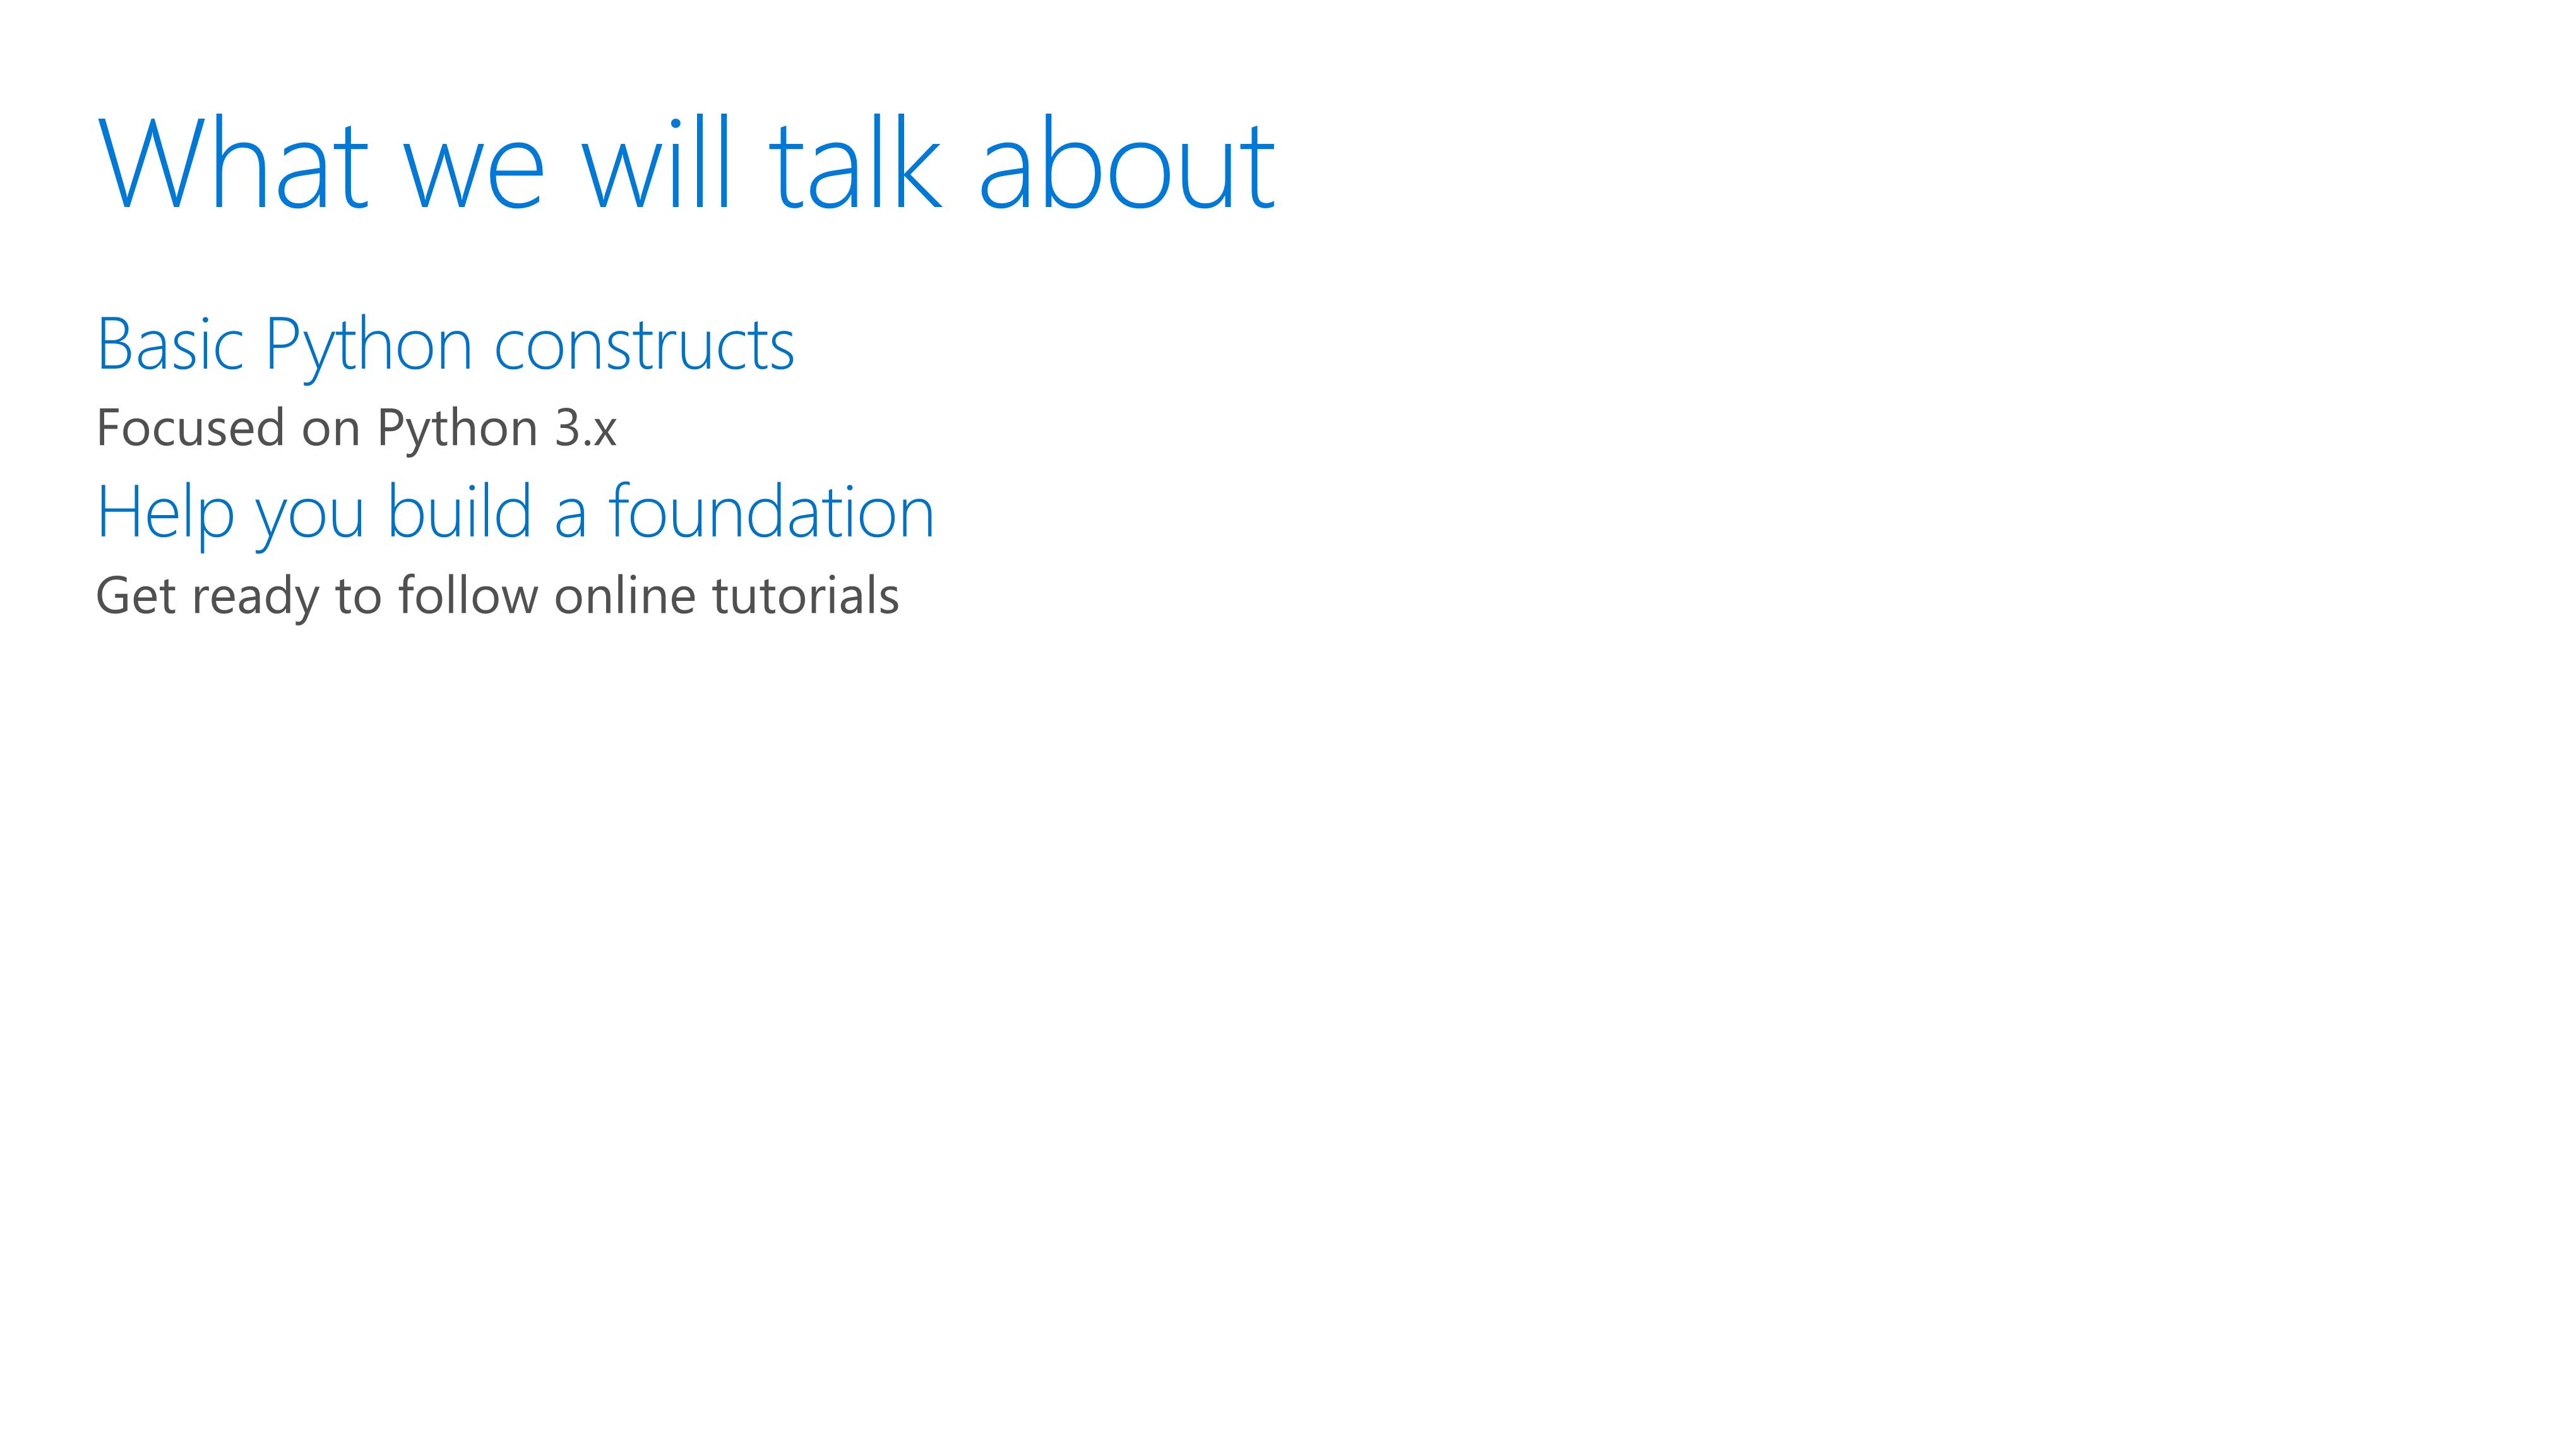 What we will talk about
Basic Python constructs
Focused on Python 3.x
Help you build a foundation
Get ready to follow online tutorials